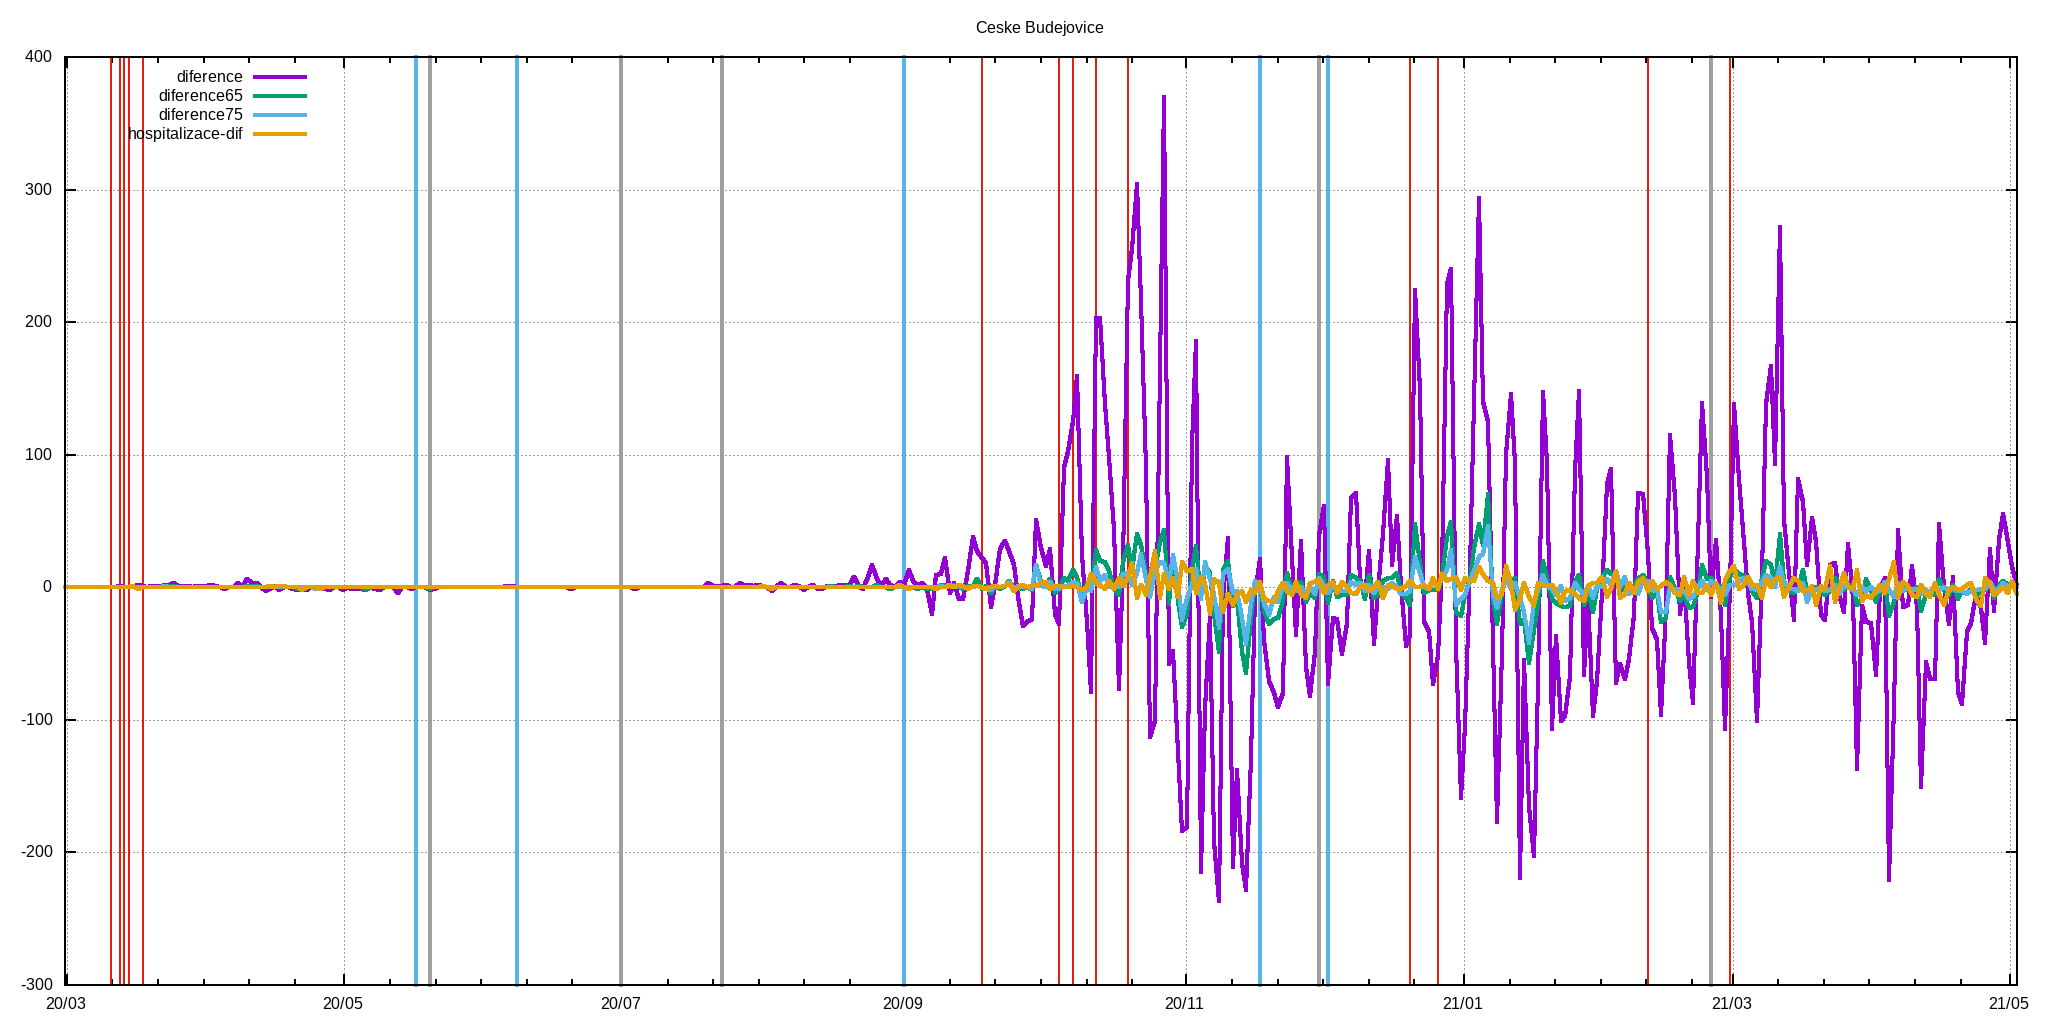 Ceske Budejovice
400
diference
diference65
diference75
hospitalizace-dif
300
200
100
0
-100
-200
-300
20/03 20/05 20/07 20/09 20/11 21/01 21/03 21/05